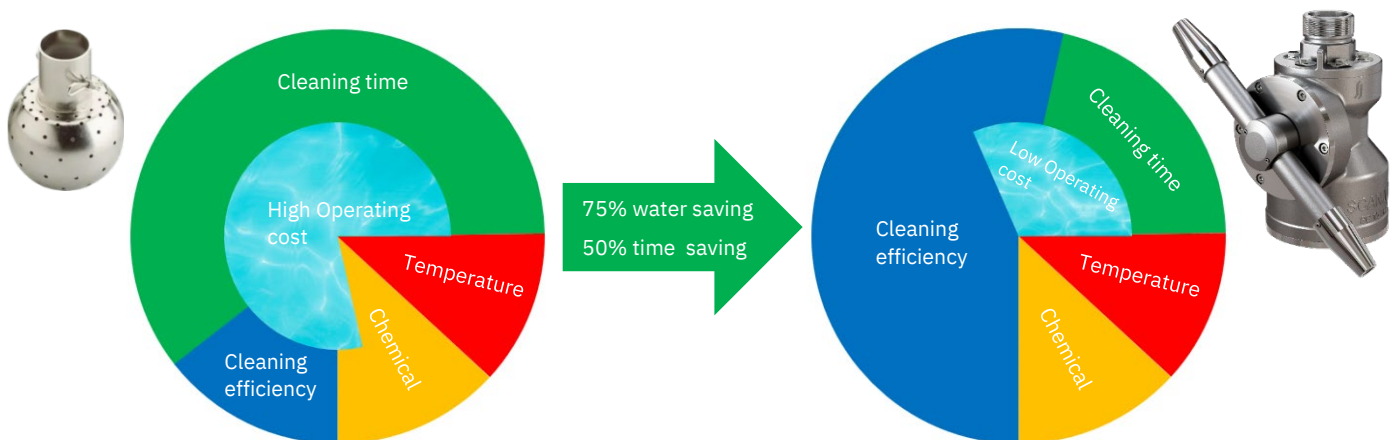 Cleaning time
High Operating
cost
Temperature
Chemical
Cleaning
efficiency
75% water saving
50% time saving
Cleaning time
Low Operating
cost
Cleaning
efficiency
Temperature
Chemical